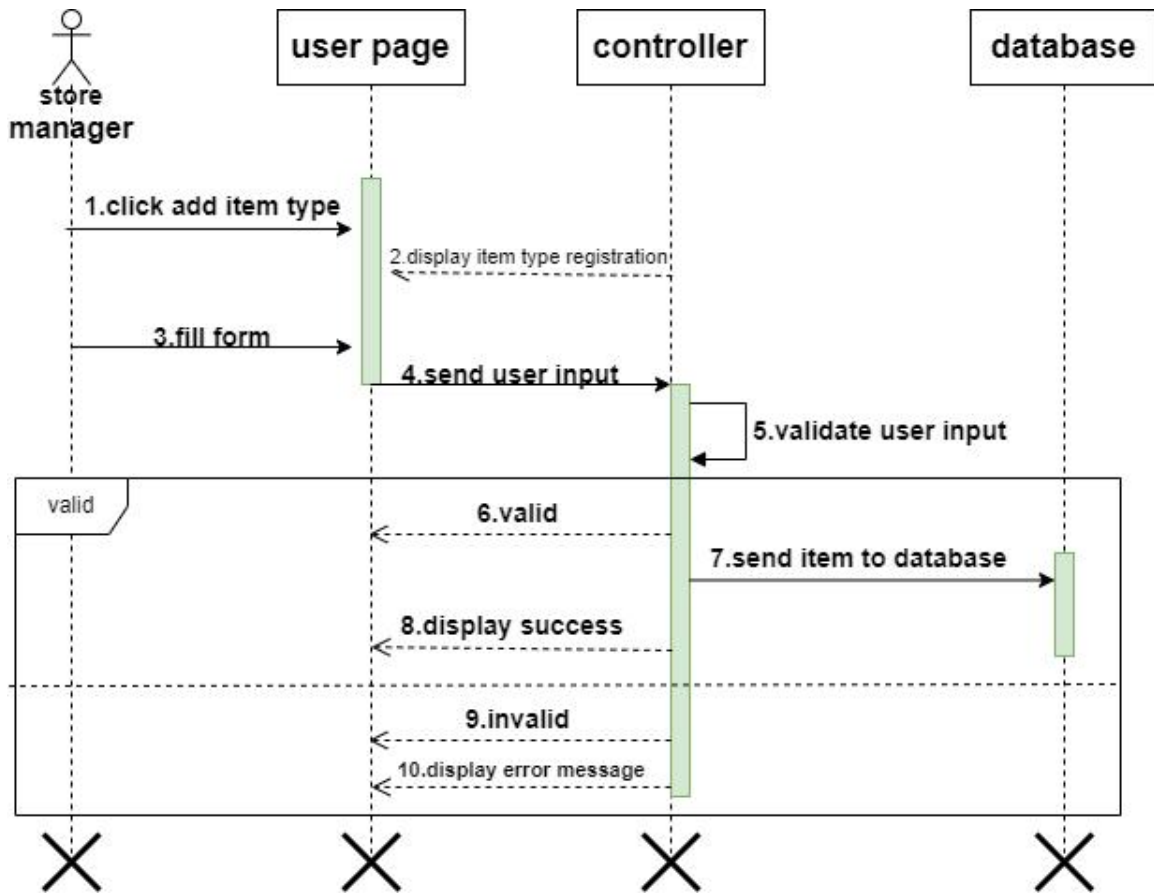 user page
controller
database
store
manager
1.click add item type
2.display item type registration
3.fill form
4.send user input
5.validate user input
valid
6.valid
7.send item to database
8.display success
9.invalid
10.display error message